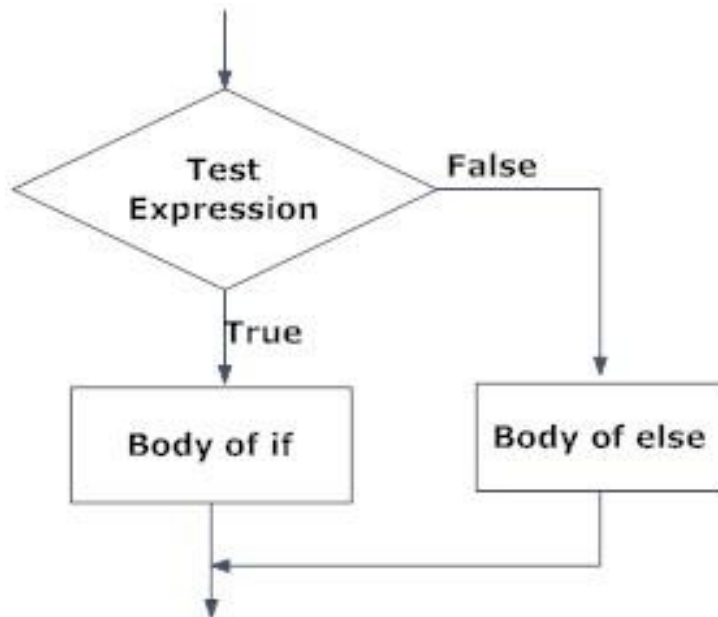 Test
Expression
False
True
Body of if
Body of else